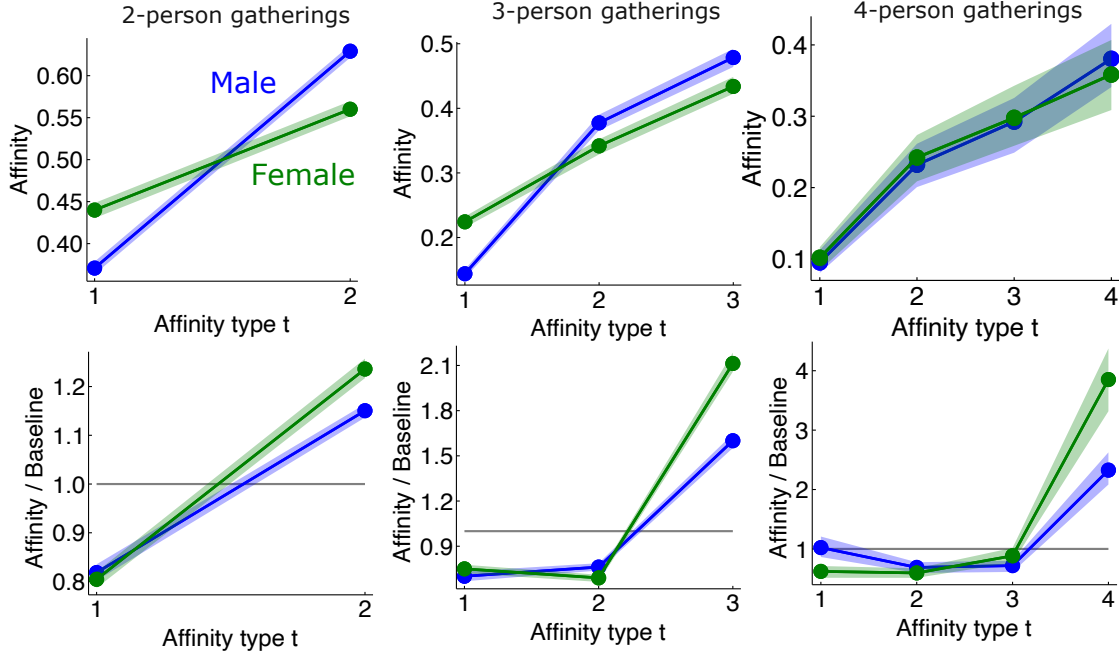 2-person gatherings
3-person gatherings
4-person gatherings
Affinity
0.60
0.55
0.50
0.45
0.40
Male
Female
1
2
Affinity type t
Affinity
0.5
0.4
0.3
0.2
1
2
3
Affinity type t
Affinity
0.4
0.3
0.2
0.1
1
2
3
4
Affinity type t
Affinity / Baseline
1.2
1.1
1.0
0.9
0.8
1
2
Affinity type t
Affinity / Baseline
2.1
1.8
1.5
1.2
0.9
1
2
3
Affinity type t
Affinity / Baseline
4
3
2
1
1
2
3
4
Affinity type t